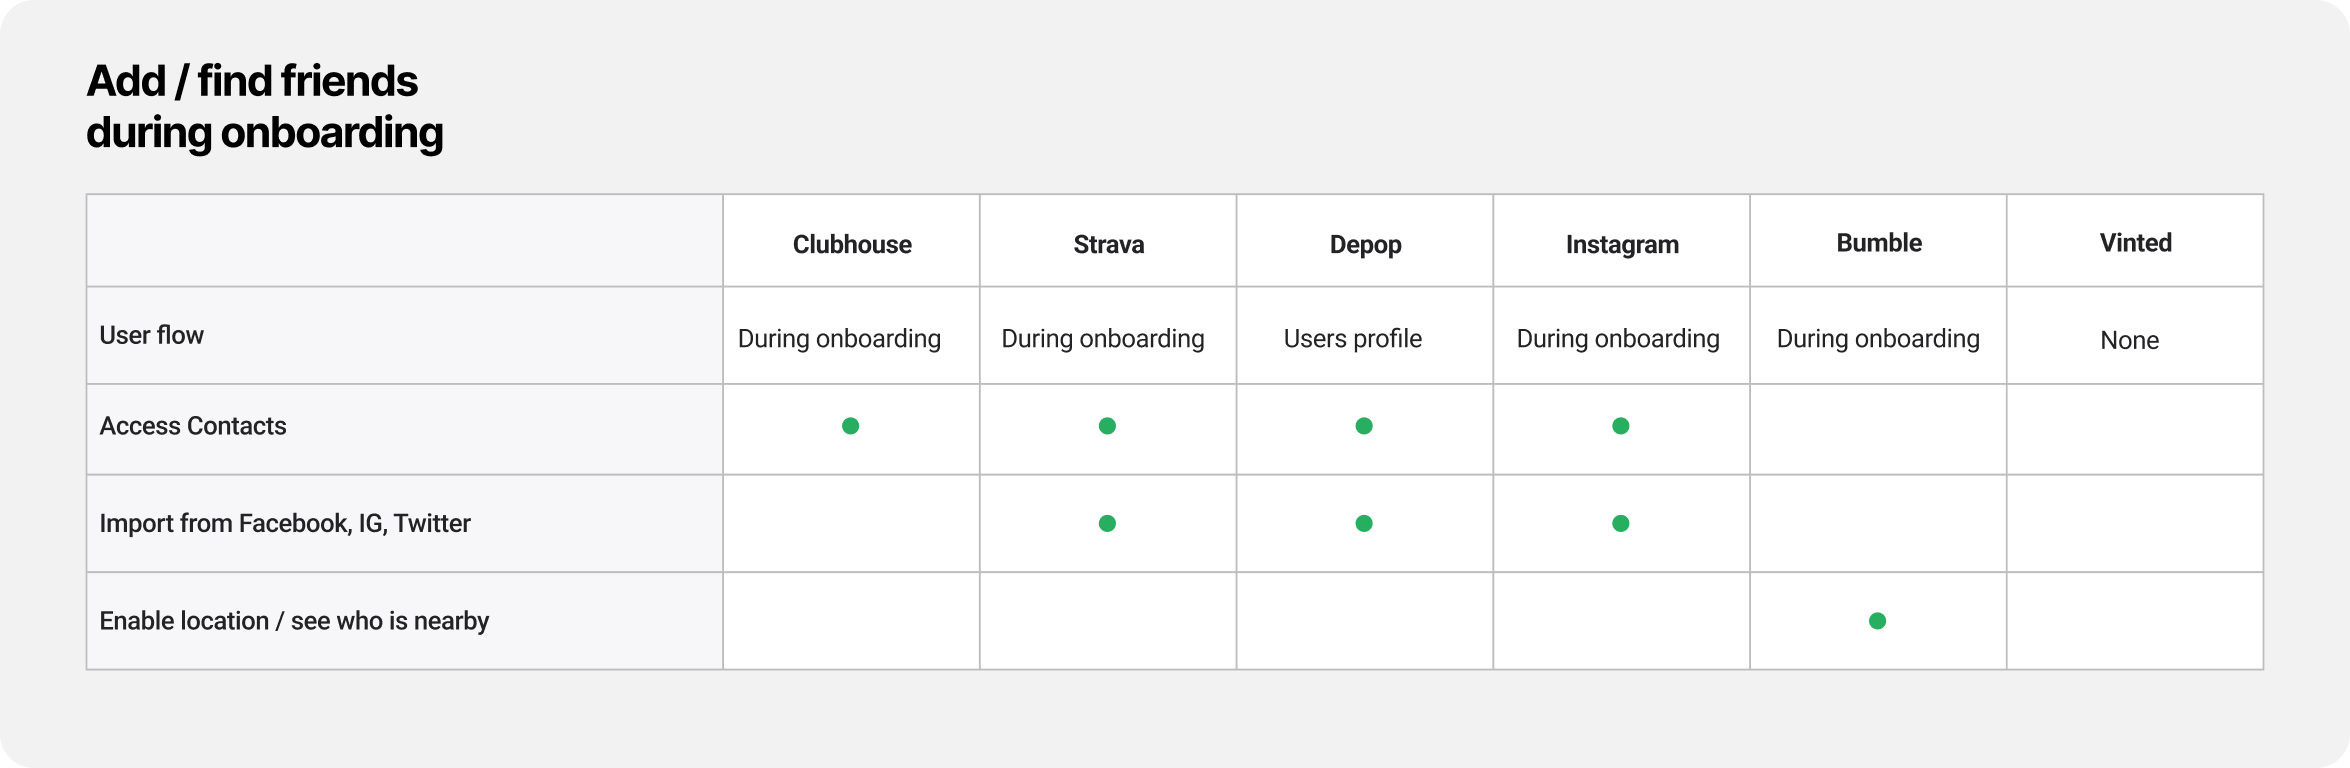 Add / find friends
during onboarding
Clubhouse Strava Depop Instagram Bumble Vinted
User flow During onboarding During onboarding Users profile During onboarding During onboarding None
Access Contacts
Import from Facebook, IG, Twitter
Enable location / see who is nearby